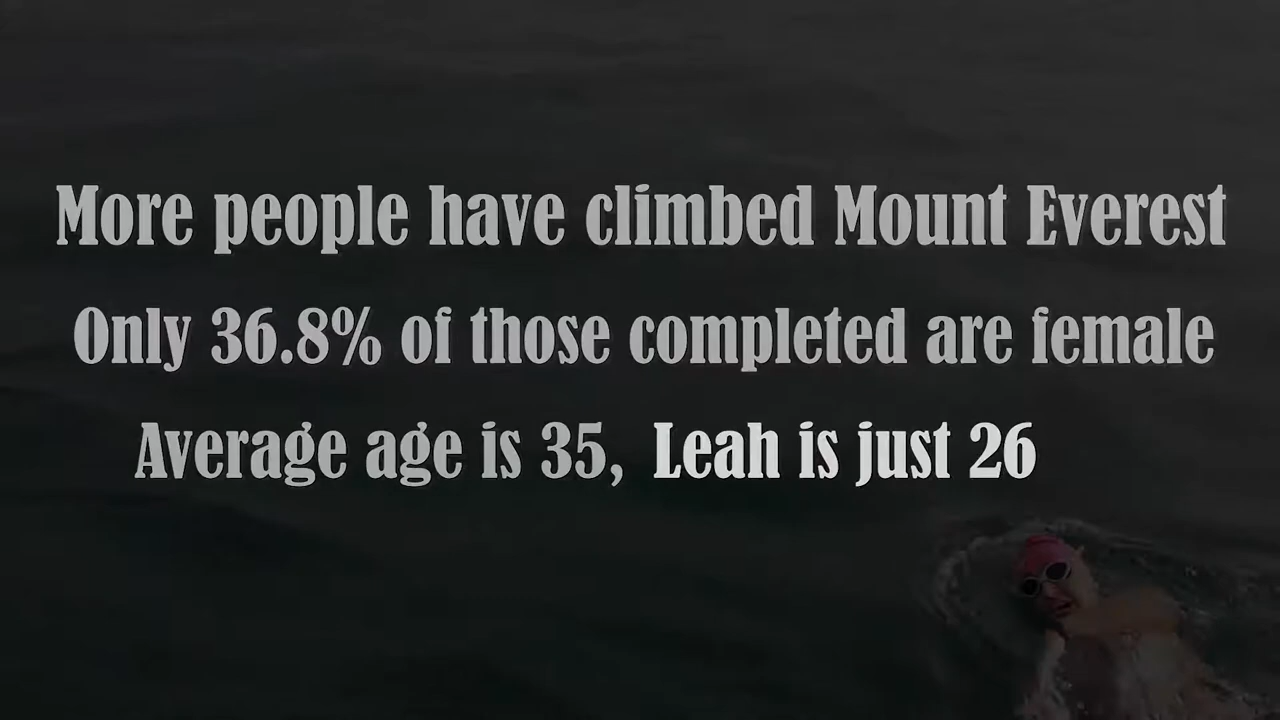 More people have climbed Mount Everest
Only 36.8% of those completed are female
Average age is 35, Leah is just 26